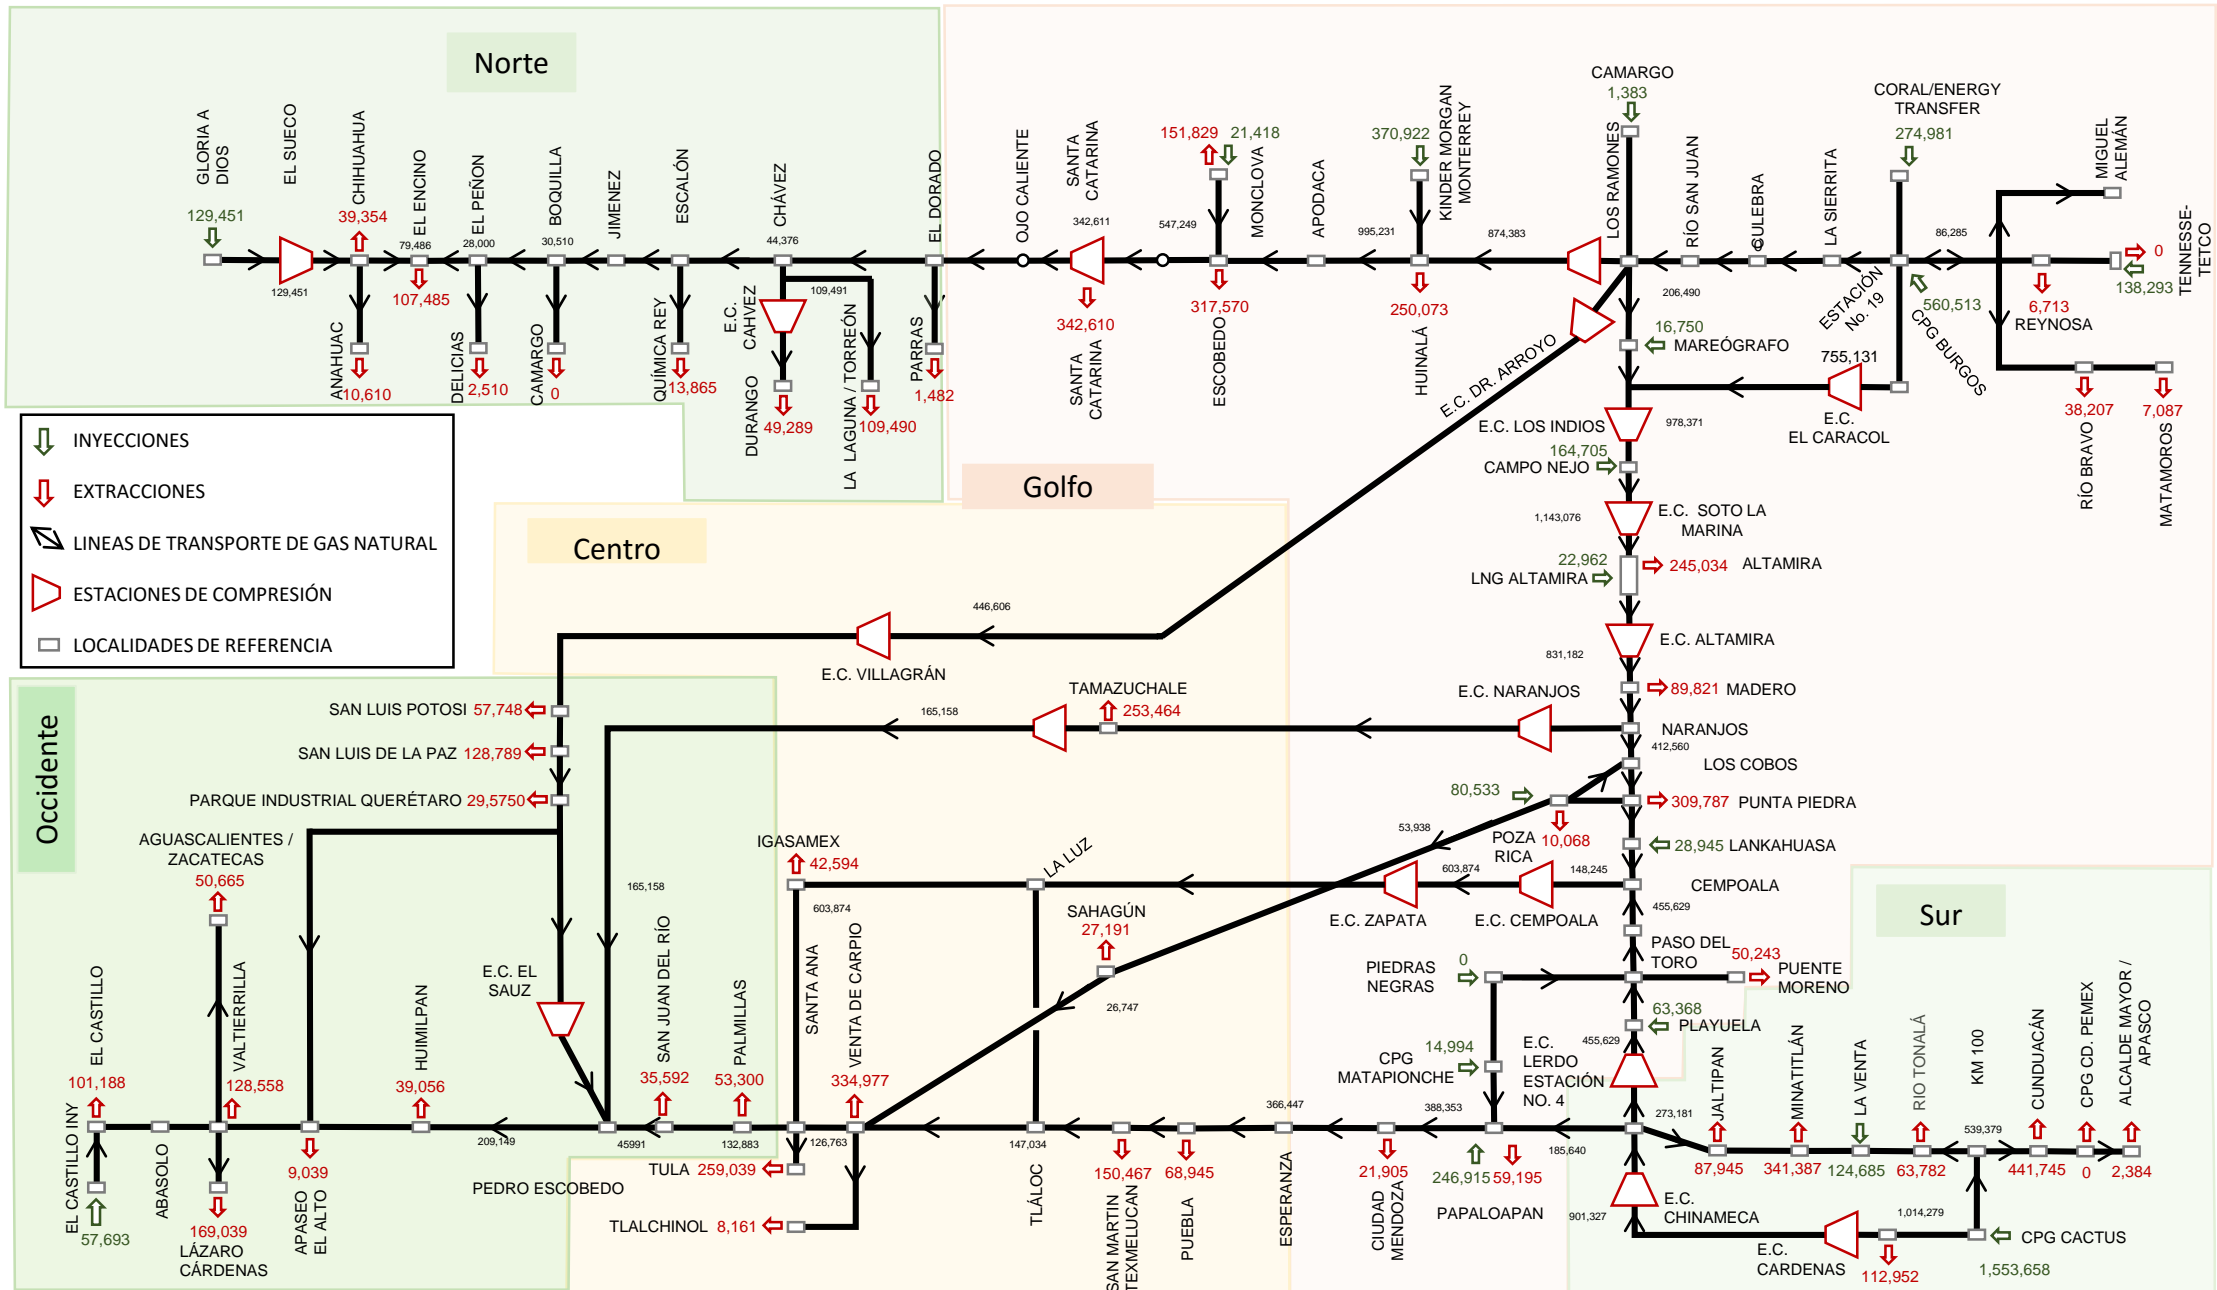 Norte
GLORIA A
DIOS
129,451
EL SUECO
129,451
CHIHUAHUA
39,354
ANAHUAC
10,610
EL ENCINO
79,486
107,485
EL PEÑON
28,000
DELICIAS
2,510
BOQUILLA
30,510
CAMARGO
0
JIMENEZ
ESCALÓN
QUÍMICA REY
13,865
CHÁVEZ
44,376
E.C.
CAHVEZ
109,491
DURANGO
49,289
LA LAGUNA / TORREÓN
109,490
EL DORADO
PARRAS
1,482
OJO CALIENTE
SANTA
CATARINA
342,611
342,610
SANTA
CATARINA
547,249
151,829
21,418
MONCLOVA
317,570
ESCOBEDO
APODACA
995,231
370,922
KINDER MORGAN
MONTERREY
250,073
HUINALÁ
874,383
CAMARGO
1,383
LOS RAMONES
RÍO SAN JUAN
206,490
CULEBRA
0
LA SIERRITA
CORAL/ENERGY
TRANSFER
274,981
ESTACIÓN
No. 19
CPG BURGOS
560,513
86,285
MIGUEL
ALEMÁN
TENNESSE-
TETCO
0
138,293
6,713
REYNOSA
38,207
RÍO BRAVO
7,087
MATAMOROS
16,750
MAREÓGRAFO
755,131
E.C.
EL CARACOL
E.C. DR. ARROYO
E.C. LOS INDIOS
978,371
164,705
CAMPO NEJO
1,143,076
E.C. SOTO LA
MARINA
22,962
LNG ALTAMIRA
245,034
ALTAMIRA
E.C. ALTAMIRA
831,182
89,821 MADERO
INYECCIONES
EXTRACCIONES
LINEAS DE TRANSPORTE DE GAS NATURAL
ESTACIONES DE COMPRESIÓN
LOCALIDADES DE REFERENCIA
Golfo
Centro
446,606
E.C. VILLAGRÁN
Occidente
SAN LUIS POTOSI 57,748
SAN LUIS DE LA PAZ 128,789
PARQUE INDUSTRIAL QUERÉTARO 29,5750
AGUASCALIENTES /
ZACATECAS
50,665
165,158
TAMAZUCHALE
253,464
E.C. NARANJOS
NARANJOS
412,560
LOS COBOS
80,533
309,787 PUNTA PIEDRA
POZA
RICA
10,068
53,938
28,945 LANKAHUASA
CEMPOALA
148,245
603,874
E.C. ZAPATA
E.C. CEMPOALA
455,629
LA LUZ
IGASAMEX
42,594
603,874
165,158
SAHAGÚN
27,191
26,747
SANTA ANA
VENTA DE CARPIO
334,977
E.C. EL
SAUZ
SAN JUAN DEL RÍO
35,592
PALMILLAS
53,300
EL CASTILLO
101,188
EL CASTILLO INY
57,693
ABASOLO
VALTIERRILLA
128,558
169,039
LÁZARO
CÁRDENAS
9,039
APASEO
EL ALTO
HUIMILPAN
39,056
209,149
45991
132,883
126,763
PEDRO ESCOBEDO
TULA 259,039
TLALCHINOL 8,161
TLÁLOC
147,034
150,467
SAN MARTIN
TEXMELUCAN
68,945
PUEBLA
366,447
ESPERANZA
21,905
CIUDAD
MENDOZA
388,353
246,915
59,195
PAPALOAPAN
PIEDRAS
NEGRAS
0
CPG
MATAPIONCHE
14,994
PASO DEL
TORO
50,243
PUENTE
MORENO
63,368
PLAYUELA
455,629
E.C.
LERDO
ESTACIÓN
NO. 4
185,640
273,181
Sur
JALTIPAN
87,945
MINATITLÁN
341,387
LA VENTA
124,685
RIO TONALÁ
63,782
KM 100
539,379
CUNDUACÁN
441,745
CPG CD. PEMEX
0
ALCALDE MAYOR /
APASCO
2,384
E.C.
CHINAMECA
901,327
1,014,279
E.C.
CARDENAS
112,952
CPG CACTUS
1,553,658